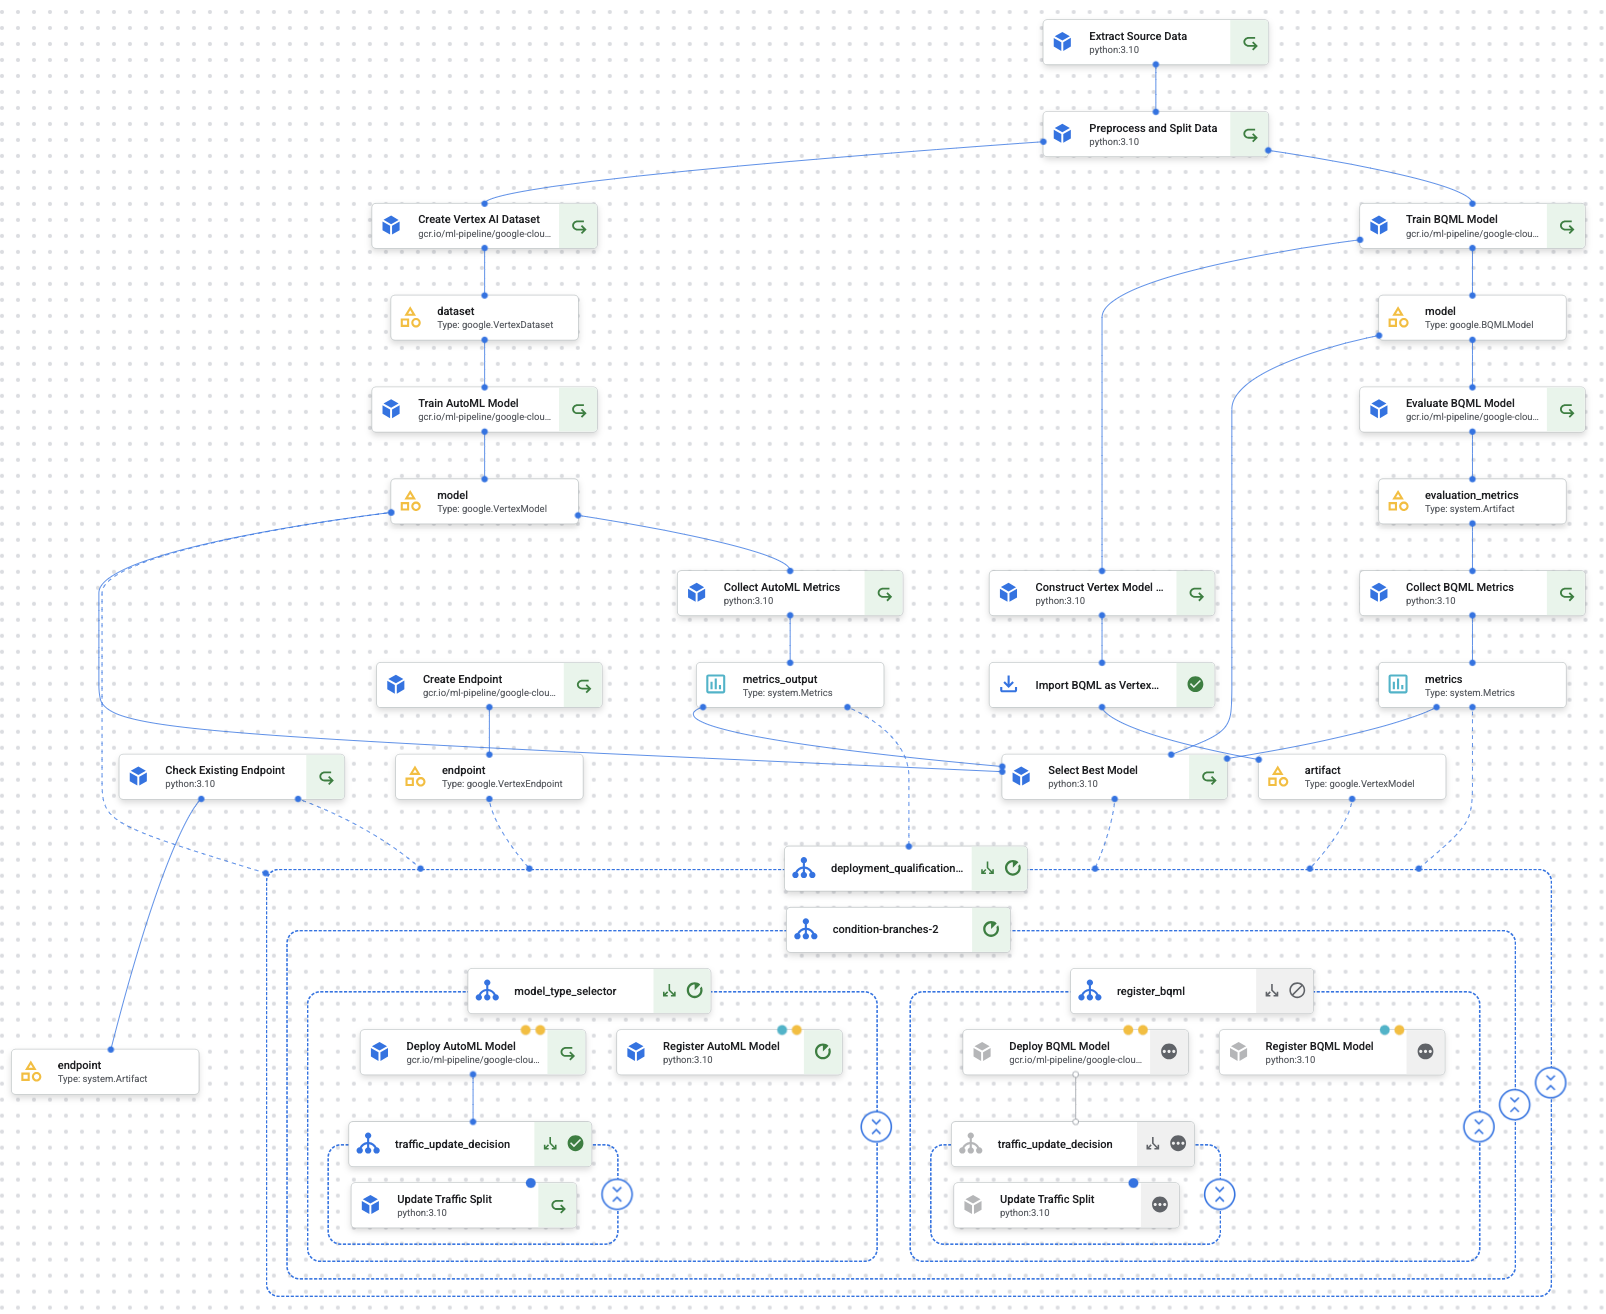 Extract Source Data
python:3.10
Preprocess and Split Data
python:3.10
Create Vertex AI Dataset
gcr.io/ml-pipeline/google-clou...
Train BQML Model
gcr.io/ml-pipeline/google-clou...
dataset
Type: google.VertexDataset
model
Type: google.BQMLModel
Train AutoML Model
gcr.io/ml-pipeline/google-clou...
Evaluate BQML Model
gcr.io/ml-pipeline/google-clou...
model
Type: google.VertexModel
evaluation_metrics
Type: system.Artifact
Collect AutoML Metrics
python:3.10
Construct Vertex Model ...
python:3.10
Collect BQML Metrics
python:3.10
Create Endpoint
gcr.io/ml-pipeline/google-clou...
metrics_output
Type: system.Metrics
Import BQML as Vertex...
metrics
Type: system.Metrics
Check Existing Endpoint
python:3.10
endpoint
Type: google.VertexEndpoint
Select Best Model
python:3.10
artifact
Type: google.VertexModel
deployment_qualification...
condition-branches-2
model_type_selector
register_bqml
Deploy AutoML Model
gcr.io/ml-pipeline/google-clou...
Register AutoML Model
python:3.10
Deploy BQML Model
gcr.io/ml-pipeline/google-clou...
Register BQML Model
python:3.10
endpoint
Type: system.Artifact
traffic_update_decision
traffic_update_decision
Update Traffic Split
python:3.10
Update Traffic Split
python:3.10